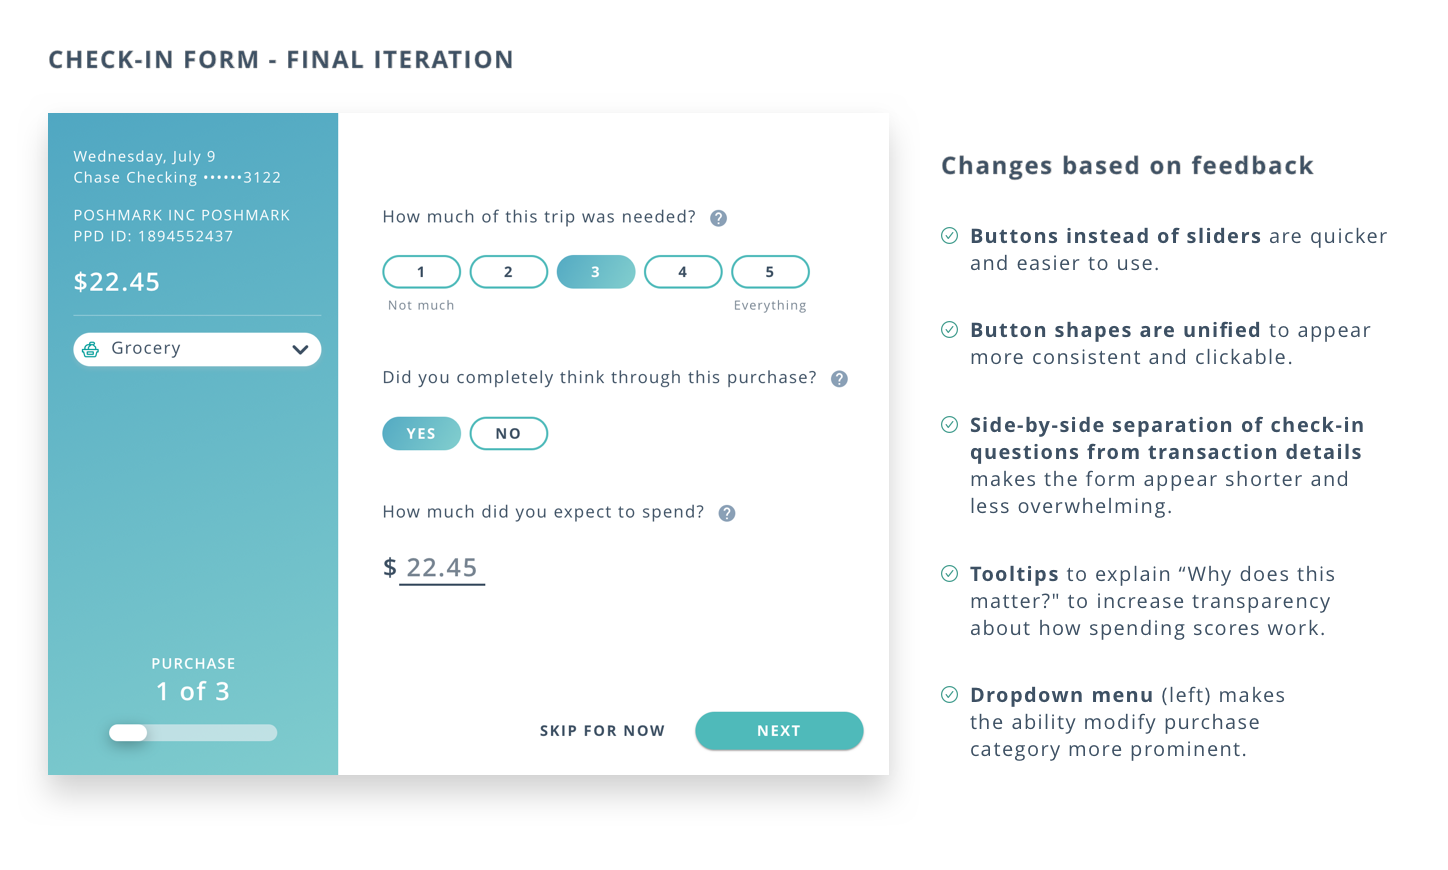 CHECK-IN FORM - FINAL ITERATION
Wednesday, July 9
Chase Checking ••••••3122
POSHMARK INC POSHMARK
PPD ID: 1894552437
$22.45
Grocery
PURCHASE
1 of 3
How much of this trip was needed? ?
1 2 3 4 5
Not much Everything
Did you completely think through this purchase? ?
YES NO
How much did you expect to spend? ?
$ 22.45
SKIP FOR NOW NEXT
Changes based on feedback
Buttons instead of sliders are quicker
and easier to use.
Button shapes are unified to appear
more consistent and clickable.
Side-by-side separation of check-in
questions from transaction details
makes the form appear shorter and
less overwhelming.
Tooltips to explain “Why does this
matter?" to increase transparency
about how spending scores work.
Dropdown menu (left) makes
the ability modify purchase
category more prominent.